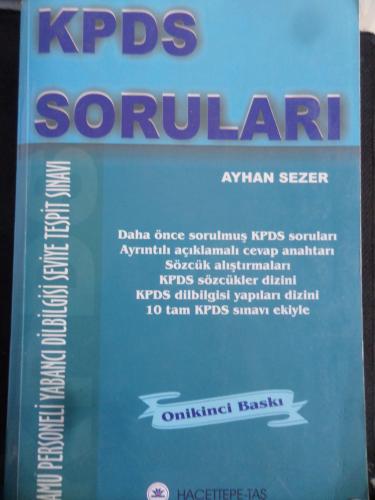 KPDS
SORULARI
AYHAN SEZER
Daha önce sorulmuş KPDS soruları
Ayrıntılı açıklamalı cevap anahtarı
Sözcük alıştırmaları
KPDS sözcükler dizini
KPDS dilbilgisi yapıları dizini
10 tam KPDS sınavı ekiyle
Onikinci Baskı
HACETTEPE-TAŞ
PERSONELİ YABANCI DİLBİLGİSİ SEVİYE TESPİT SINAVI